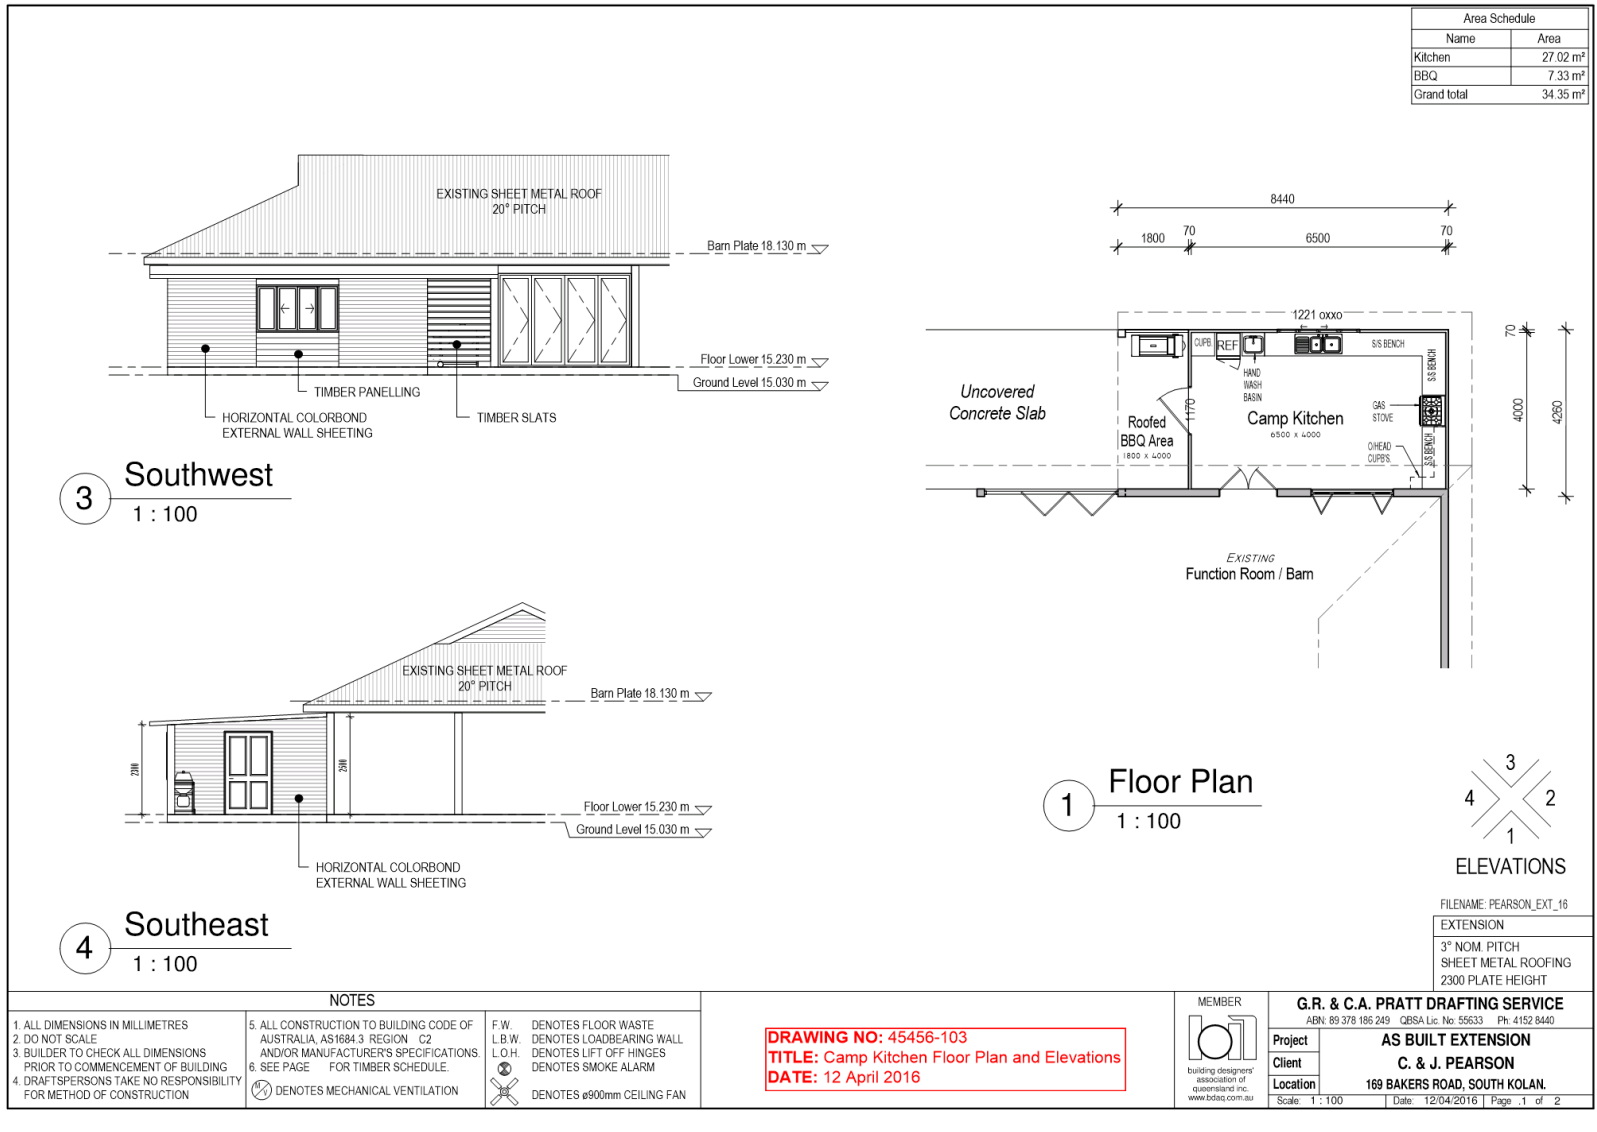 Area Schedule
Name Area
Kitchen 27.02 m²
BBQ 7.33 m²
Grand total 34.35 m²
EXISTING SHEET METAL ROOF
20° PITCH
Barn Plate 18.130 m
Floor Lower 15.230 m
Ground Level 15.030 m
TIMBER PANELLING
HORIZONTAL COLORBOND
EXTERNAL WALL SHEETING
TIMBER SLATS
3
Southwest
1 : 100
8440
1800
70
6500
70
1221 oxxo
70
4000
4260
CUPB.
REF
HAND
WASH
BASIN
S/S BENCH
S/S BENCH
GAS
STOVE
O/HEAD
CUPB'S.
S/S BENCH
1170
Uncovered
Concrete Slab
Roofed
BBQ Area
1800 x 4000
Camp Kitchen
6500 x 4000
EXISTING
Function Room / Barn
1
Floor Plan
1 : 100
EXISTING SHEET METAL ROOF
20° PITCH
Barn Plate 18.130 m
2300
2500
Floor Lower 15.230 m
Ground Level 15.030 m
HORIZONTAL COLORBOND
EXTERNAL WALL SHEETING
4
Southeast
1 : 100
3
4
2
1
ELEVATIONS
FILENAME: PEARSON_EXT_16
EXTENSION
3° NOM. PITCH
SHEET METAL ROOFING
2300 PLATE HEIGHT
NOTES
1. ALL DIMENSIONS IN MILLIMETRES
2. DO NOT SCALE
3. BUILDER TO CHECK ALL DIMENSIONS
PRIOR TO COMMENCEMENT OF BUILDING
4. DRAFTSPERSONS TAKE NO RESPONSIBILITY
FOR METHOD OF CONSTRUCTION
5. ALL CONSTRUCTION TO BUILDING CODE OF
AUSTRALIA, AS1684.3 REGION C2
AND/OR MANUFACTURER'S SPECIFICATIONS.
6. SEE PAGE FOR TIMBER SCHEDULE.
M/V DENOTES MECHANICAL VENTILATION
F.W. DENOTES FLOOR WASTE
L.B.W. DENOTES LOADBEARING WALL
L.O.H. DENOTES LIFT OFF HINGES
DENOTES SMOKE ALARM
DENOTES ø900mm CEILING FAN
DRAWING NO: 45456-103
TITLE: Camp Kitchen Floor Plan and Elevations
DATE: 12 April 2016
MEMBER
building designers'
association of
queensland inc.
www.bdaq.com.au
G.R. & C.A. PRATT DRAFTING SERVICE
ABN: 89 378 186 249 QBSA Lic. No: 55633 Ph: 4152 8440
Project AS BUILT EXTENSION
Client C. & J. PEARSON
Location 169 BAKERS ROAD, SOUTH KOLAN.
Scale: 1 : 100 Date: 12/04/2016 Page .1 of 2